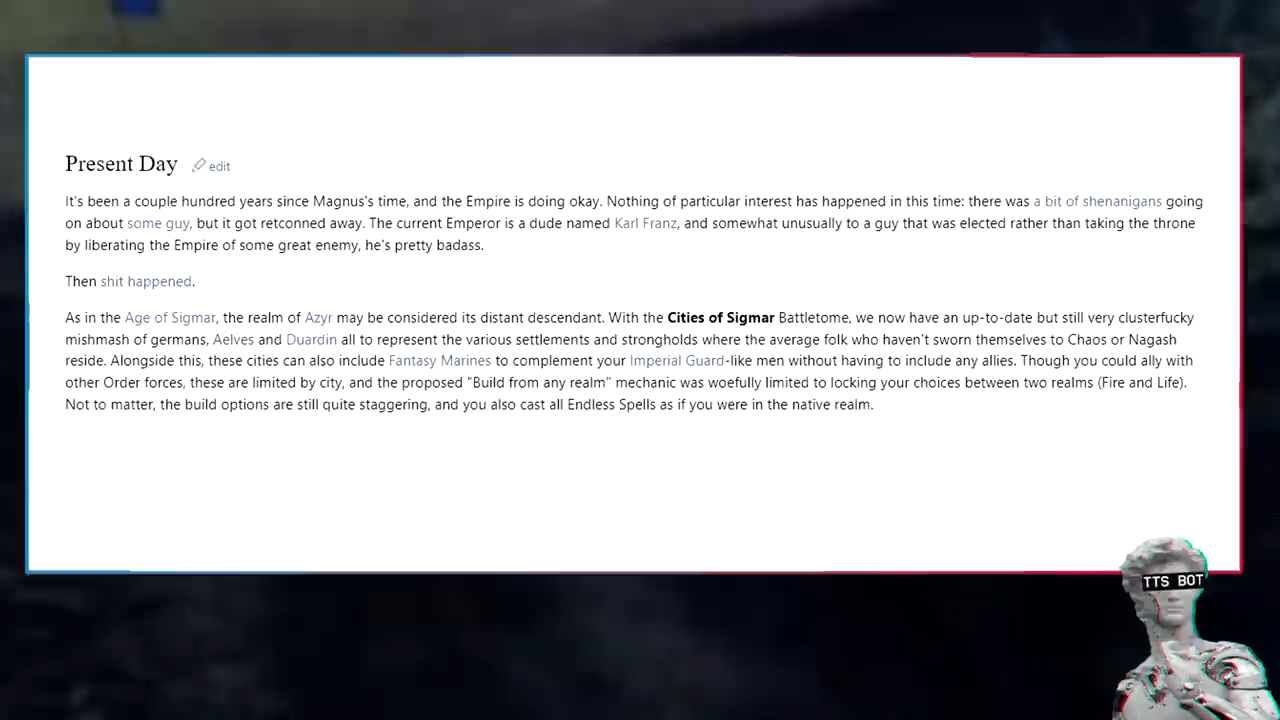 Present Day edit
It's been a couple hundred years since Magnus's time, and the Empire is doing okay. Nothing of particular interest has happened in this time: there was a bit of shenanigans going
on about some guy, but it got retconned away. The current Emperor is a dude named Karl Franz, and somewhat unusually to a guy that was elected rather than taking the throne
by liberating the Empire of some great enemy, he's pretty badass.
Then shit happened.
As in the Age of Sigmar, the realm of Azyr may be considered its distant descendant. With the Cities of Sigmar Battletome, we now have an up-to-date but still very clusterfucky
mishmash of germans, Aelves and Duardin all to represent the various settlements and strongholds where the average folk who haven't sworn themselves to Chaos or Nagash
reside. Alongside this, these cities can also include Fantasy Marines to complement your Imperial Guard-like men without having to include any allies. Though you could ally with
other Order forces, these are limited by city, and the proposed "Build from any realm" mechanic was woefully limited to locking your choices between two realms (Fire and Life).
Not to matter, the build options are still quite staggering, and you also cast all Endless Spells as if you were in the native realm.
TTS BOT